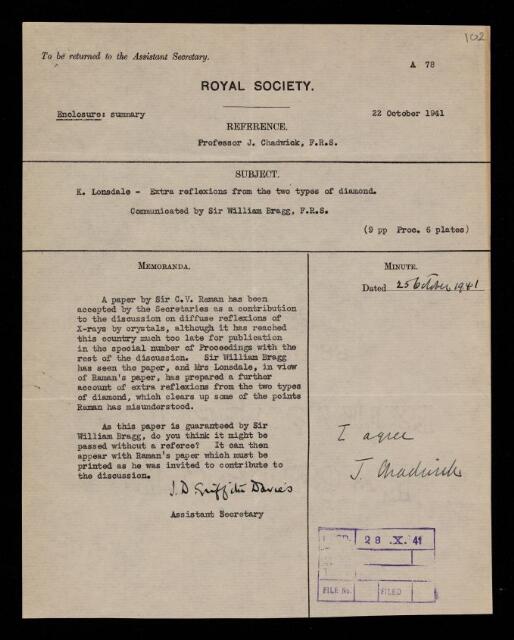 102
To be returned to the Assistant Secretary.
A 78
ROYAL SOCIETY.
Enclosure: summary
22 October 1941
REFERENCE.
Professor J. Chadwick, F.R.S.
SUBJECT.
K. Lonsdale - Extra reflexions from the two types of diamond.
Communicated by Sir William Bragg, F.R.S.
(9 pp Proc. 6 plates)
MEMORANDA.
A paper by Sir C.V. Raman has been
accepted by the Secretaries as a contribution
to the discussion on diffuse reflexions of
X-rays by crystals, although it has reached
this country much too late for publication
in the special number of Proceedings with the
rest of the discussion. Sir William Bragg
has seen the paper, and Mrs Lonsdale, in view
of Raman's paper, has prepared a further
account of extra reflexions from the two types
of diamond, which clears up some of the points
Raman has misunderstood.
As this paper is guaranteed by Sir
William Bragg, do you think it might be
passed without a referee? It can then
appear with Raman's paper which must be
printed as he was invited to contribute to
the discussion.
J. D. Griffith Davies
Assistant Secretary
MINUTE.
Dated 25 October 1941
I agree
J. Chadwick
28 .X. 41
FILE No.
FILED